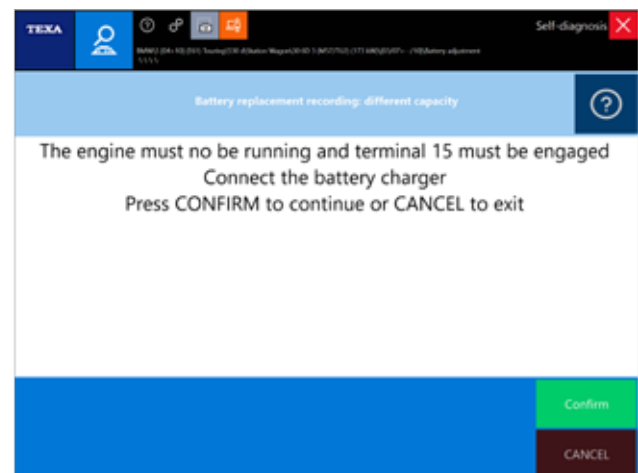 TEXA
Self-diagnosis
Battery replacement recording: different capacity
The engine must no be running and terminal 15 must be engaged
Connect the battery charger
Press CONFIRM to continue or CANCEL to exit
Confirm
CANCEL